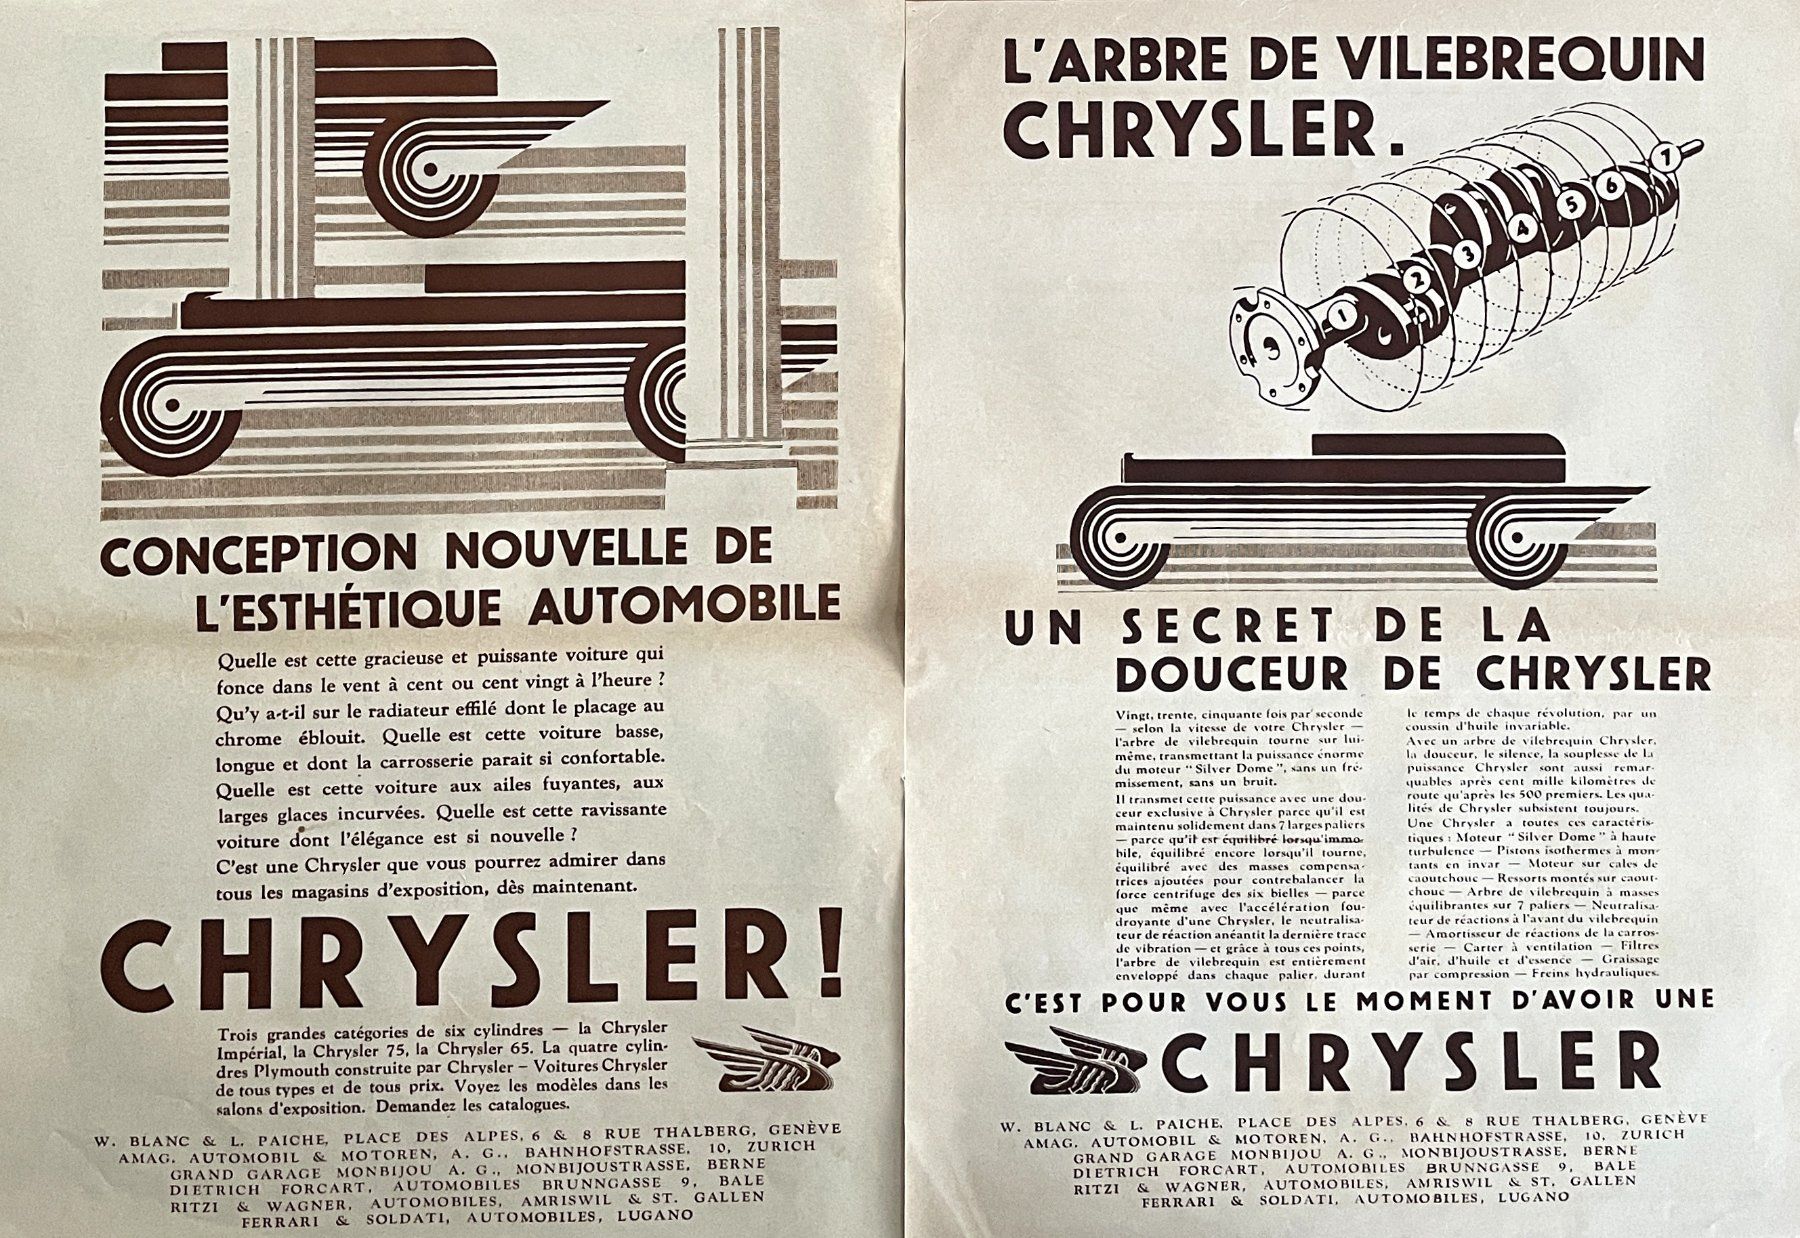 CONCEPTION NOUVELLE DE
L'ESTHÉTIQUE AUTOMOBILE
Quelle est cette gracieuse et puissante voiture qui
fonce dans le vent à cent ou cent vingt à l'heure ?
Qu'y a-t-il sur le radiateur effilé dont le placage au
chrome éblouit. Quelle est cette voiture basse,
longue et dont la carrosserie parait si confortable.
Quelle est cette voiture aux ailes fuyantes, aux
larges glaces incurvées. Quelle est cette ravissante
voiture dont l'élégance est si nouvelle ?
C'est une Chrysler que vous pourrez admirer dans
tous les magasins d'exposition, dès maintenant.
CHRYSLER!
Trois grandes catégories de six cylindres — la Chrysler
Impérial, la Chrysler 75, la Chrysler 65. La quatre cylin-
dres Plymouth construite par Chrysler – Voitures Chrysler
de tous types et de tous prix. Voyez les modèles dans les
salons d'exposition. Demandez les catalogues.
W. BLANC & L. PAICHE, PLACE DES ALPES, 6 & 8 RUE THALBERG, GENÈVE
AMAG. AUTOMOBIL & MOTOREN, A. G., BAHNHOFSTRASSE, 10, ZURICH
GRAND GARAGE MONBIJOU A. G., MONBIJOUSTRASSE, BERNE
DIETRICH FORCART, AUTOMOBILES BRUNNGASSE 9, BALE
RITZI & WAGNER, AUTOMOBILES, AMRISWIL & ST. GALLEN
FERRARI & SOLDATI, AUTOMOBILES, LUGANO
L'ARBRE DE VILEBREQUIN
CHRYSLER.
1 2 3 4 5 6 7
UN SECRET DE LA
DOUCEUR DE CHRYSLER
Vingt, trente, cinquante fois par seconde
— selon la vitesse de votre Chrysler —
l'arbre de vilebrequin tourne sur lui-
même, transmettant la puissance énorme
du moteur "Silver Dome", sans un fré-
missement, sans un bruit.
Il transmet cette puissance avec une dou-
ceur exclusive à Chrysler parce qu'il est
maintenu solidement dans 7 larges paliers
— parce qu'il est équilibré lorsqu'immo-
bile, équilibré encore lorsqu'il tourne,
équilibré avec des masses compensa-
trices ajoutées pour contrebalancer la
force centrifuge des six bielles — parce
que même avec l'accélération fou-
droyante d'une Chrysler, le neutralisa-
teur de réaction anéantit la dernière trace
de vibration — et grâce à tous ces points,
l'arbre de vilebrequin est entièrement
enveloppé dans chaque palier, durant
le temps de chaque révolution, par un
coussin d'huile invariable.
Avec un arbre de vilebrequin Chrysler,
la douceur, le silence, la souplesse de la
puissance Chrysler sont aussi remar-
quables après cent mille kilomètres de
route qu'après les 500 premiers. Les qua-
lités de Chrysler subsistent toujours.
Une Chrysler a toutes ces caractéris-
tiques : Moteur "Silver Dome" à haute
turbulence — Pistons isothermes à mon-
tants en invar — Moteur sur cales de
caoutchouc — Ressorts montés sur caout-
chouc — Arbre de vilebrequin à masses
équilibrantes sur 7 paliers — Neutralisa-
teur de réactions à l'avant du vilebrequin
— Amortisseur de réactions de la carros-
serie — Carter à ventilation — Filtres
d'air, d'huile et d'essence — Graissage
par compression — Freins hydrauliques.
C'EST POUR VOUS LE MOMENT D'AVOIR UNE
CHRYSLER
W. BLANC & L. PAICHE, PLACE DES ALPES, 6 & 8 RUE THALBERG, GENÈVE
AMAG. AUTOMOBIL & MOTOREN, A. G., BAHNHOFSTRASSE, 10, ZURICH
GRAND GARAGE MONBIJOU A. G., MONBIJOUSTRASSE, BERNE
DIETRICH FORCART, AUTOMOBILES BRUNNGASSE 9, BALE
RITZI & WAGNER, AUTOMOBILES, AMRISWIL & ST. GALLEN
FERRARI & SOLDATI, AUTOMOBILES, LUGANO